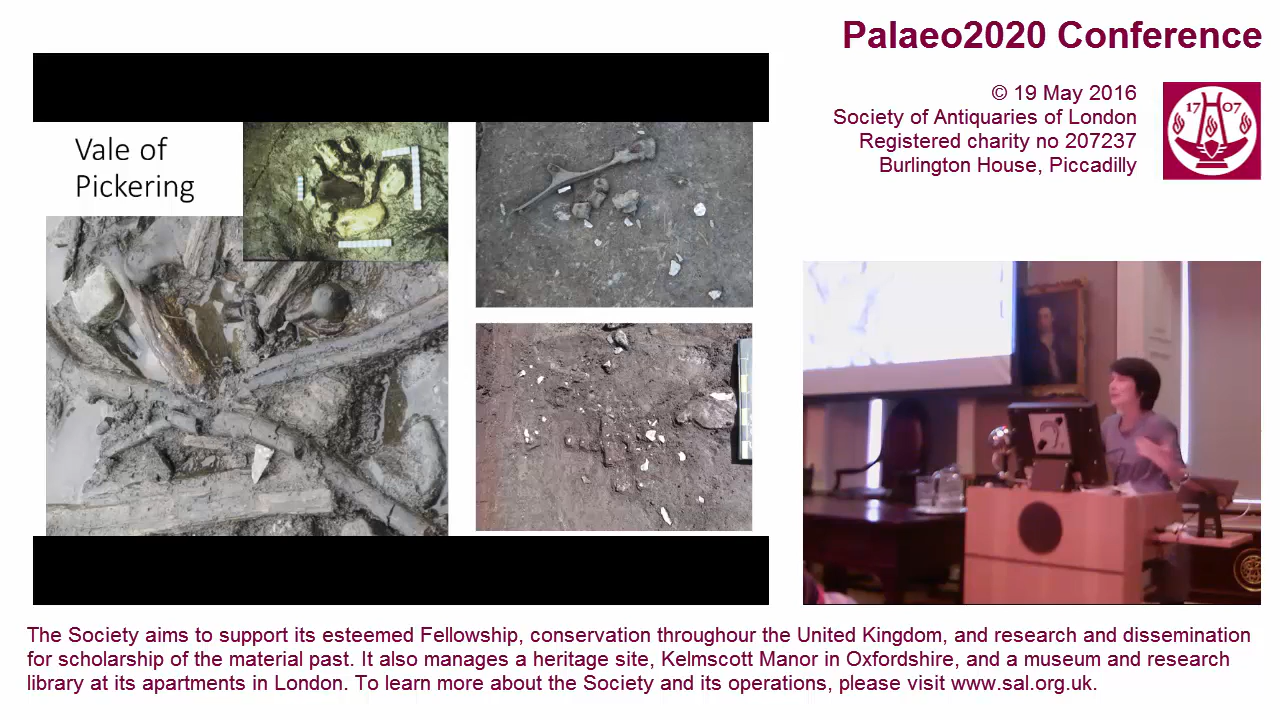 Palaeo2020 Conference
© 19 May 2016
Society of Antiquaries of London
Registered charity no 207237
Burlington House, Piccadilly
17 07
Vale of
Pickering
The Society aims to support its esteemed Fellowship, conservation throughour the United Kingdom, and research and dissemination
for scholarship of the material past. It also manages a heritage site, Kelmscott Manor in Oxfordshire, and a museum and research
library at its apartments in London. To learn more about the Society and its operations, please visit www.sal.org.uk.